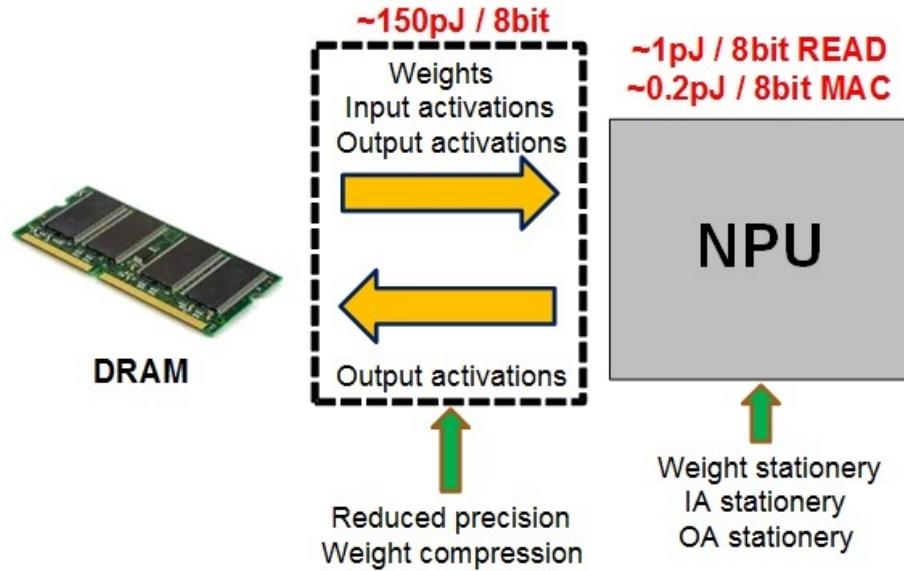 ~150pJ / 8bit
~1pJ / 8bit READ
~0.2pJ / 8bit MAC
Weights
Input activations
Output activations
NPU
DRAM
Output activations
Reduced precision
Weight compression
Weight stationery
IA stationery
OA stationery